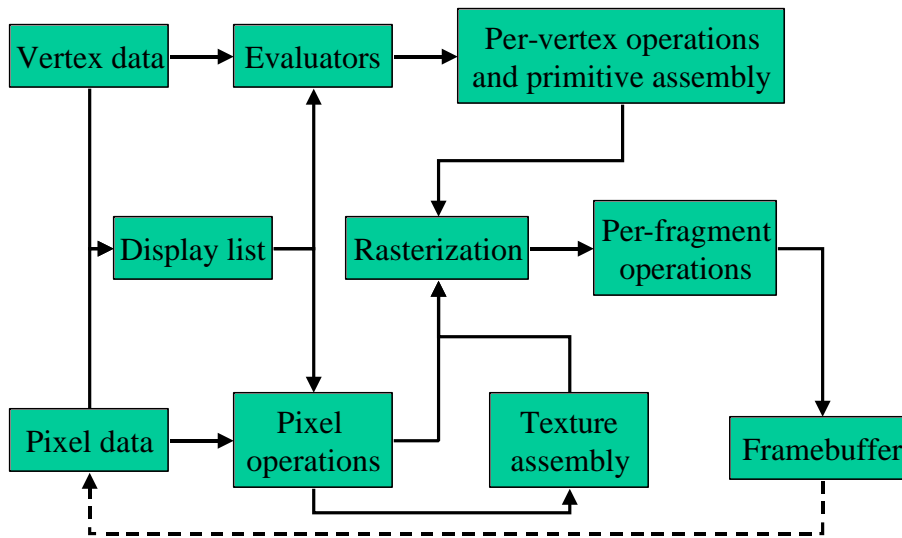 Vertex data
Evaluators
Per-vertex operations
and primitive assembly
Display list
Rasterization
Per-fragment
operations
Pixel data
Pixel
operations
Texture
assembly
Framebuffer